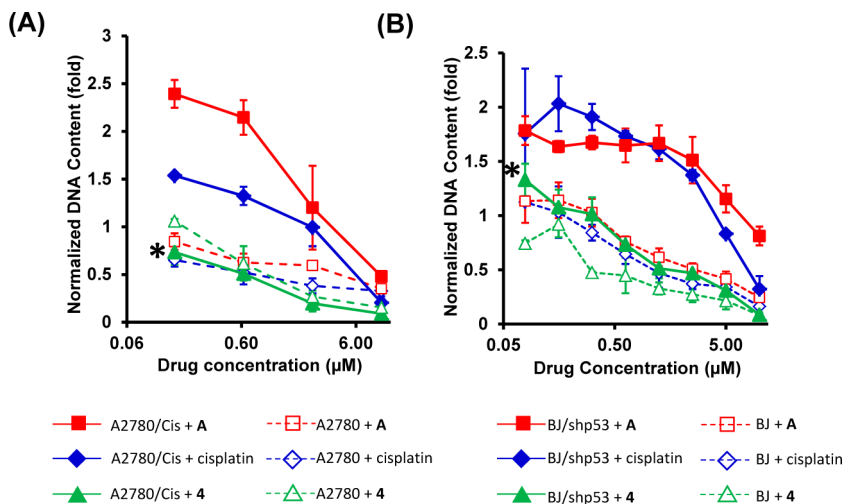 (A)
Normalized DNA Content (fold)
3
2.5
2
1.5
1
0.5
0
*
0.06
0.60
6.00
Drug concentration (µM)
A2780/Cis + A
A2780 + A
A2780/Cis + cisplatin
A2780 + cisplatin
A2780/Cis + 4
A2780 + 4
(B)
Normalized DNA Content (fold)
2.5
2
1.5
1
0.5
0
*
0.05
0.50
5.00
Drug Concentration (µM)
BJ/shp53 + A
BJ + A
BJ/shp53 + cisplatin
BJ + cisplatin
BJ/shp53 + 4
BJ + 4